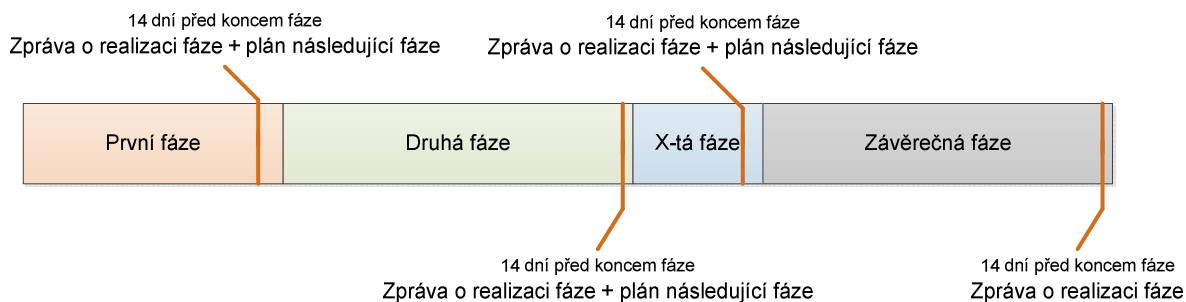 14 dní před koncem fáze
Zpráva o realizaci fáze + plán následující fáze
14 dní před koncem fáze
Zpráva o realizaci fáze + plán následující fáze
První fáze
Druhá fáze
X-tá fáze
Závěrečná fáze
14 dní před koncem fáze
Zpráva o realizaci fáze + plán následující fáze
14 dní před koncem fáze
Zpráva o realizaci fáze